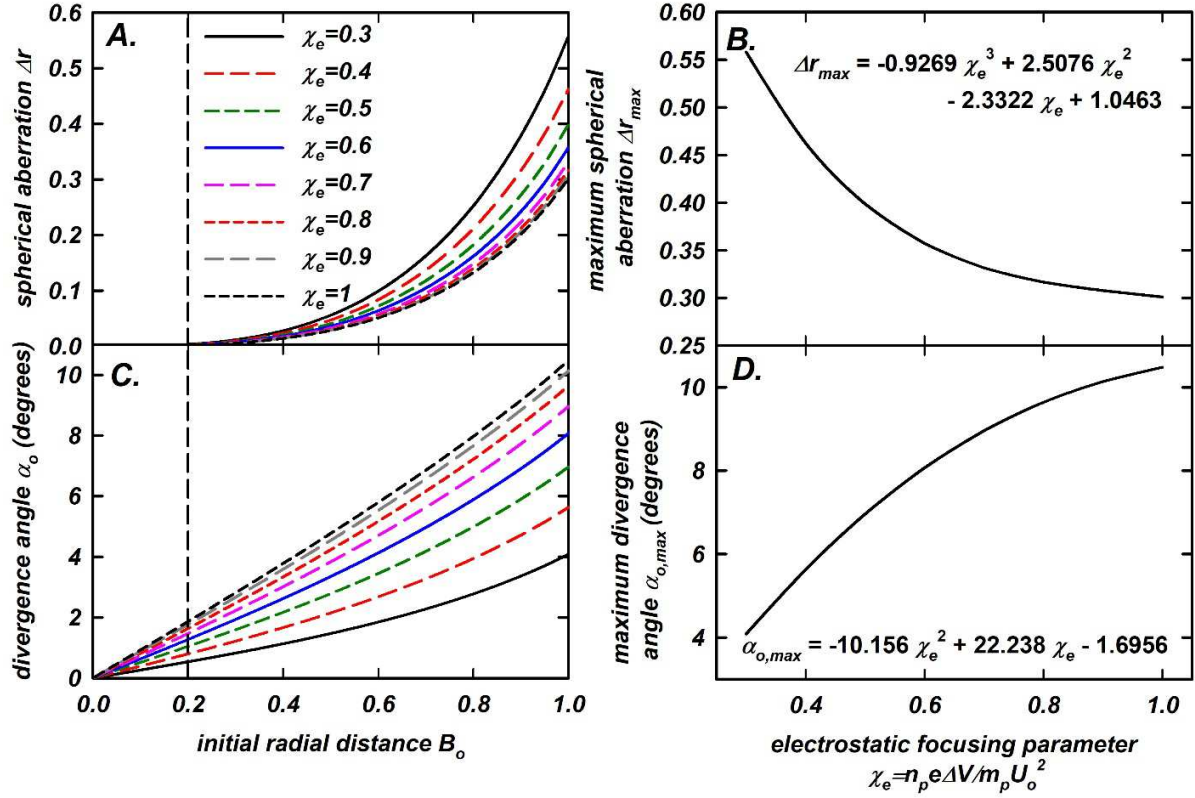 A.
χe=0.3
χe=0.4
χe=0.5
χe=0.6
χe=0.7
χe=0.8
χe=0.9
χe=1
spherical aberration Δr
0.6
0.5
0.4
0.3
0.2
0.1
0.0
B.
Δrmax = -0.9269 χe³ + 2.5076 χe²
- 2.3322 χe + 1.0463
maximum spherical
aberration Δrmax
0.60
0.55
0.50
0.45
0.40
0.35
0.30
0.25
C.
divergence angle αo (degrees)
10
8
6
4
2
0
0.0 0.2 0.4 0.6 0.8 1.0
initial radial distance Bo
D.
maximum divergence
angle αo,max (degrees)
10
8
6
4
αo,max = -10.156 χe² + 22.238 χe - 1.6956
0.4 0.6 0.8 1.0
electrostatic focusing parameter
χe=npeΔV/mpUo²